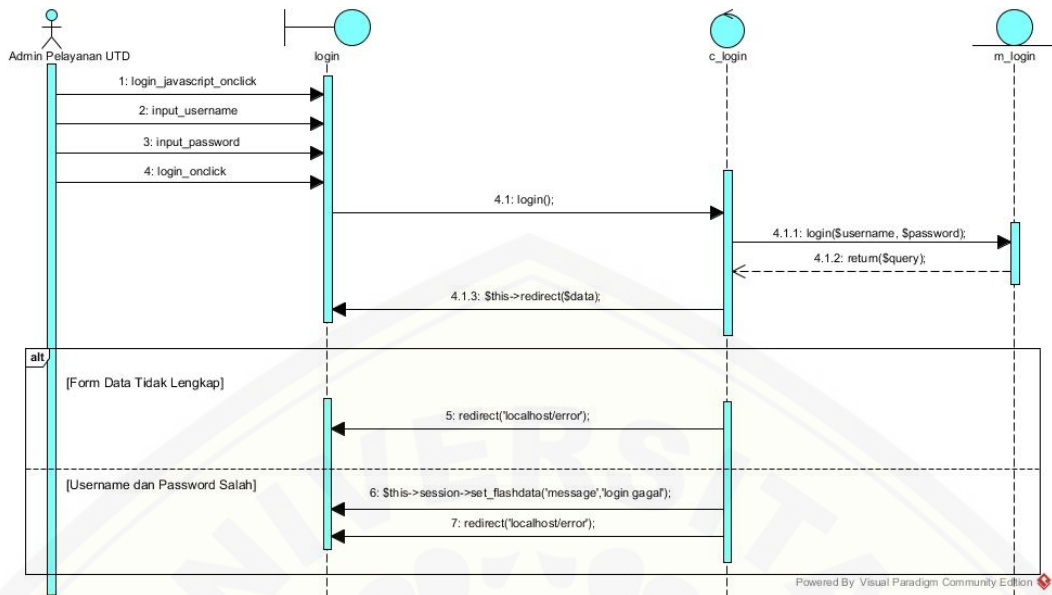 Admin Pelayanan UTD
login
c_login
m_login
1: login_javascript_onclick
2: input_username
3: input_password
4: login_onclick
4.1: login();
4.1.1: login($username, $password);
4.1.2: return($query);
4.1.3: $this->redirect($data);
alt
[Form Data Tidak Lengkap]
5: redirect('localhost/error');
[Username dan Password Salah]
6: $this->session->set_flashdata('message','login gagal');
7: redirect('localhost/error');
UNIVERSITA
Powered By Visual Paradigm Community Edition